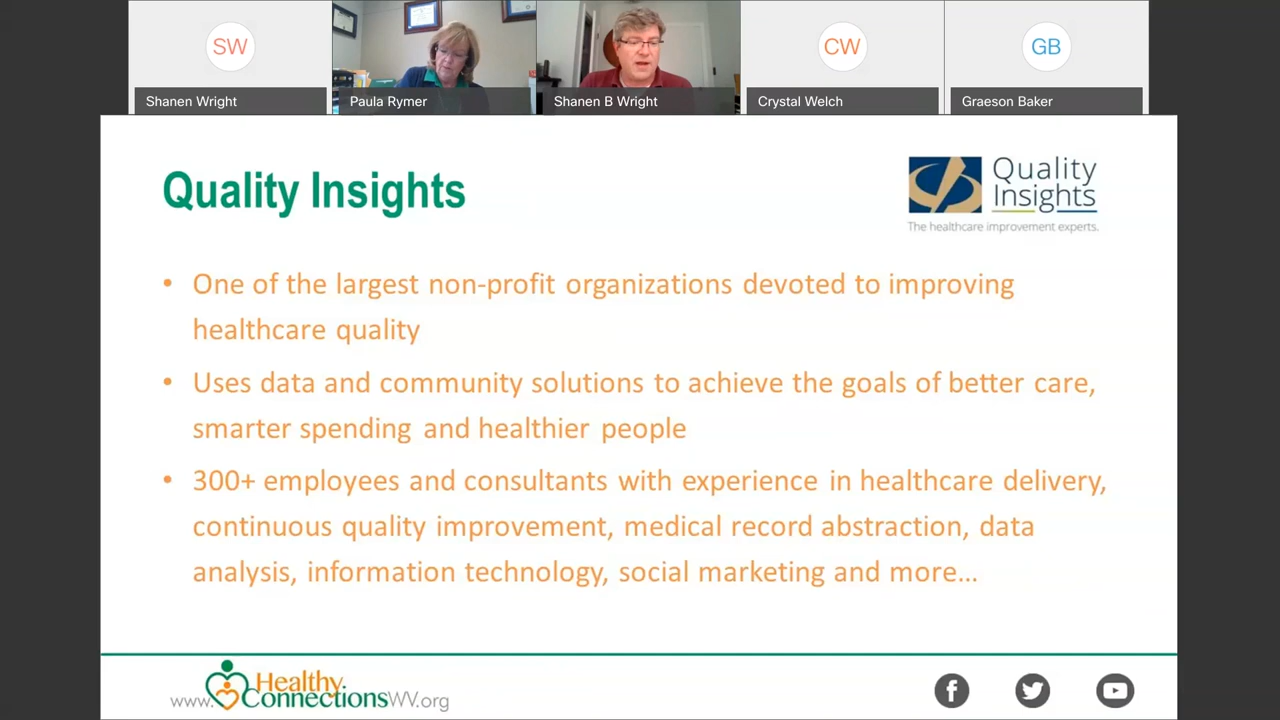 SW
CW
GB
Shanen Wright
Paula Rymer
Shanen B Wright
Crystal Welch
Graeson Baker
Quality Insights
Quality
Insights
The healthcare improvement experts.
• One of the largest non-profit organizations devoted to improving
healthcare quality
• Uses data and community solutions to achieve the goals of better care,
smarter spending and healthier people
• 300+ employees and consultants with experience in healthcare delivery,
continuous quality improvement, medical record abstraction, data
analysis, information technology, social marketing and more…
www.Healthy
ConnectionsWV.org